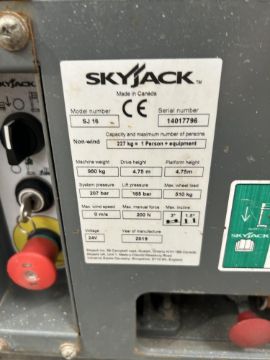 SKYJACK™
Made in Canada
CE
Model number Serial number
SJ 16 14017796
Capacity and maximum number of persons
Non-wind 227 kg = 1 Person + equipment
Machine weight Drive height Platform height
900 kg 4.75 m 4.75m
System pressure Lift pressure Max. wheel load
207 bar 165 bar 510 kg
Max. wind speed Max. manual force Max. incline
0 m/s 200 N
Voltage Year of manufacture
24V 2019
SKYJACK
SKYJACK